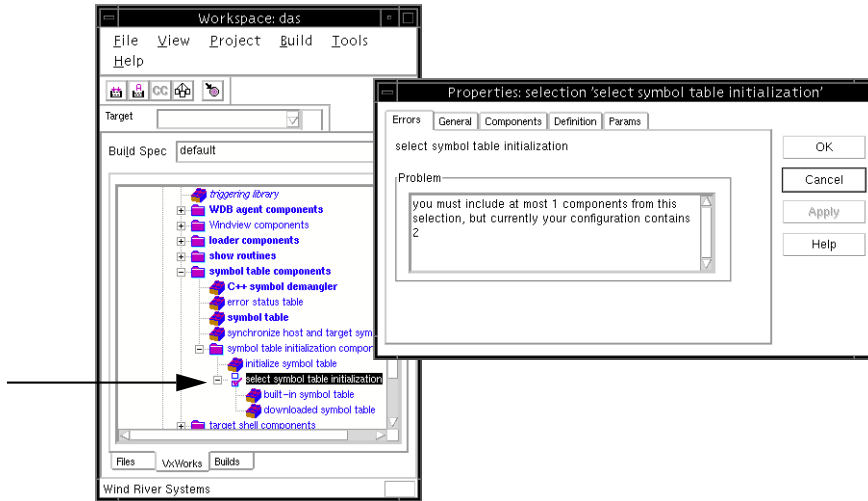 Workspace: das
File View Project Build Tools
Help
CC
Target
Build Spec default
triggering library
WDB agent components
Windview components
loader components
show routines
symbol table components
C++ symbol demangler
error status table
symbol table
synchronize host and target sym
symbol table initialization compon
initialize symbol table
select symbol table initialization
built-in symbol table
downloaded symbol table
target shell components
Files VxWorks Builds
Wind River Systems
Properties: selection 'select symbol table initialization'
Errors General Components Definition Params
select symbol table initialization
Problem
you must include at most 1 components from this
selection, but currently your configuration contains
2
OK
Cancel
Apply
Help